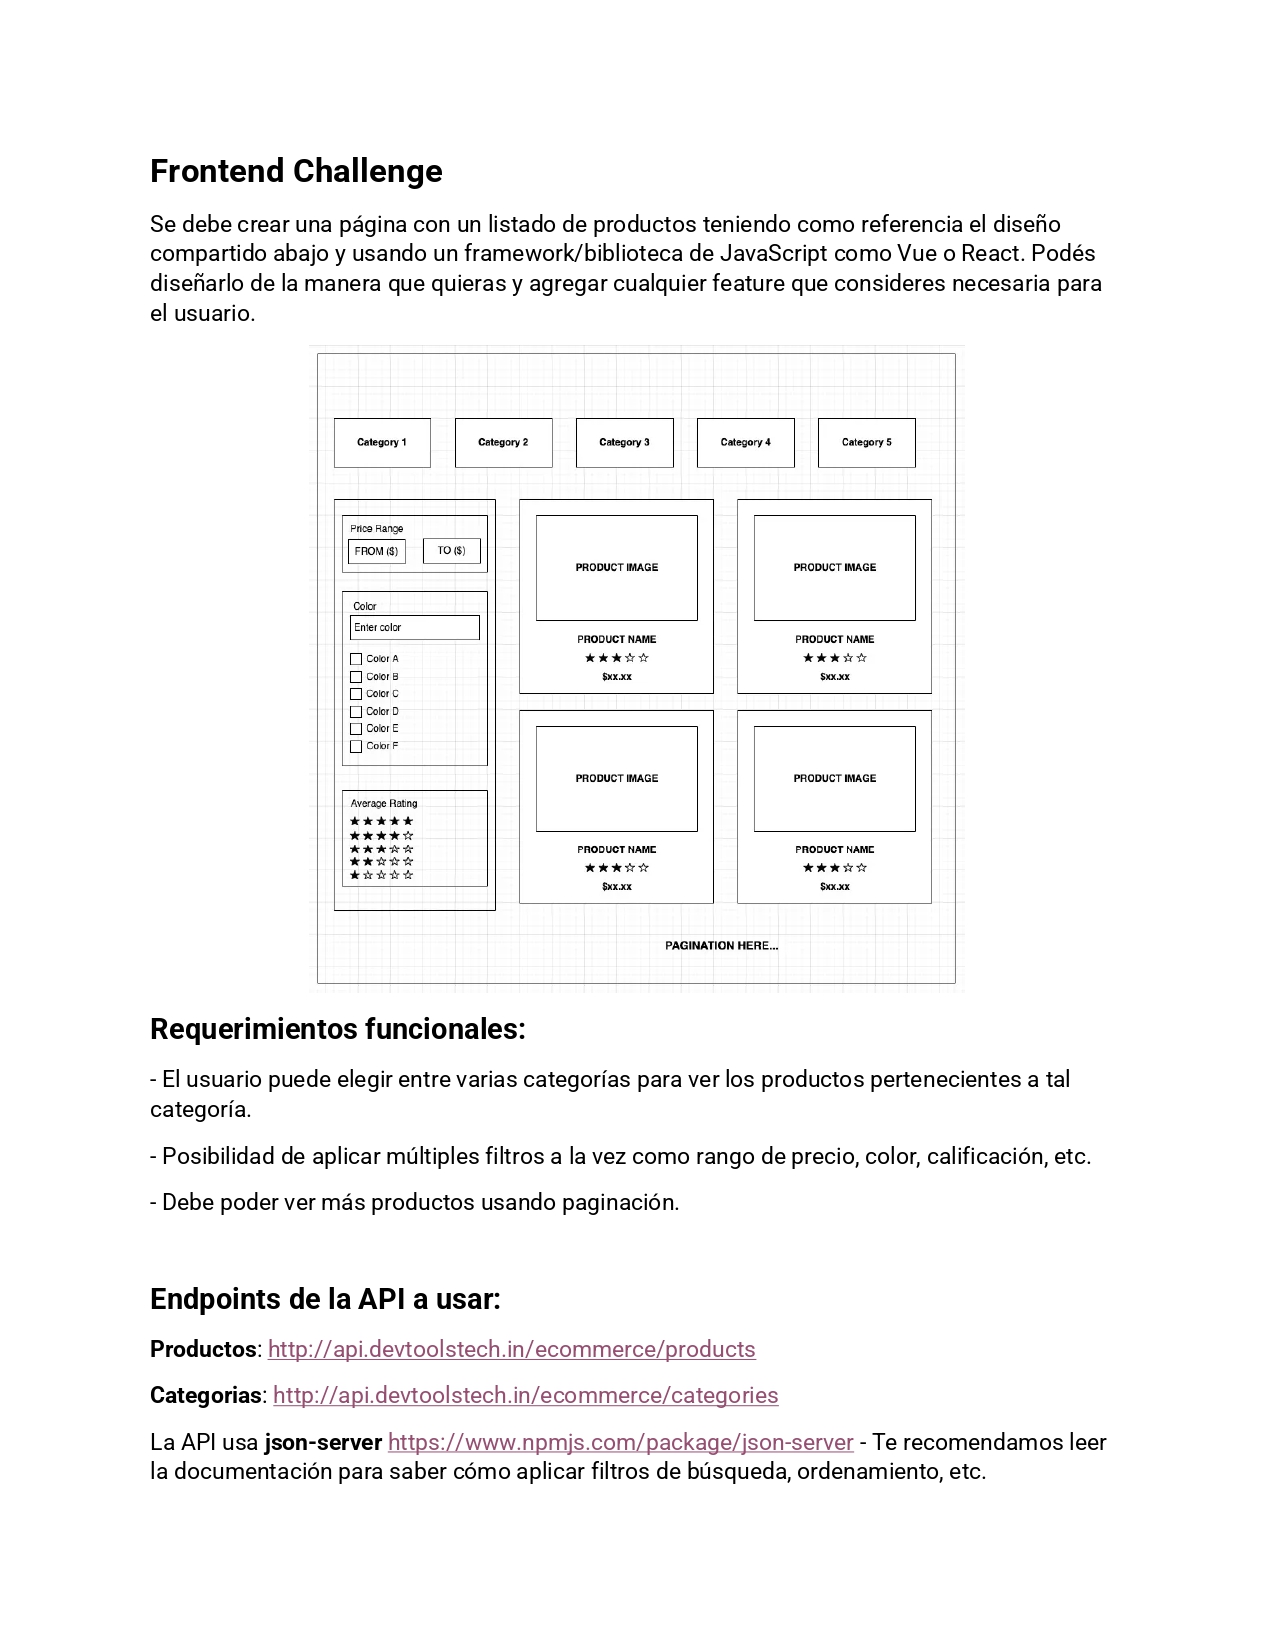 Frontend Challenge
Se debe crear una página con un listado de productos teniendo como referencia el diseño
compartido abajo y usando un framework/biblioteca de JavaScript como Vue o React. Podés
diseñarlo de la manera que quieras y agregar cualquier feature que consideres necesaria para
el usuario.
Category 1
Category 2
Category 3
Category 4
Category 5
Price Range
FROM ($)
TO ($)
Color
Enter color
Color A
Color B
Color C
Color D
Color E
Color F
Average Rating
★★★★★
★★★★☆
★★★☆☆
★★☆☆☆
★☆☆☆☆
PRODUCT IMAGE
PRODUCT NAME
★★★☆☆
$xx.xx
PRODUCT IMAGE
PRODUCT NAME
★★★☆☆
$xx.xx
PRODUCT IMAGE
PRODUCT NAME
★★★☆☆
$xx.xx
PRODUCT IMAGE
PRODUCT NAME
★★★☆☆
$xx.xx
PAGINATION HERE...
Requerimientos funcionales:
- El usuario puede elegir entre varias categorías para ver los productos pertenecientes a tal
categoría.
- Posibilidad de aplicar múltiples filtros a la vez como rango de precio, color, calificación, etc.
- Debe poder ver más productos usando paginación.
Endpoints de la API a usar:
Productos: http://api.devtoolstech.in/ecommerce/products
Categorias: http://api.devtoolstech.in/ecommerce/categories
La API usa json-server https://www.npmjs.com/package/json-server - Te recomendamos leer
la documentación para saber cómo aplicar filtros de búsqueda, ordenamiento, etc.